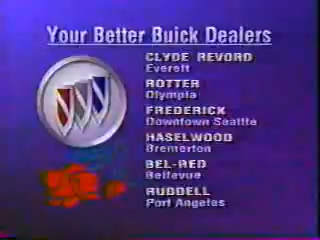 Your Better Buick Dealers
CLYDE REVORD
Everett
ROTTER
Olympia
FREDERICK
Downtown Seattle
HASELWOOD
Bremerton
BEL-RED
Bellevue
RUDDELL
Port Angeles